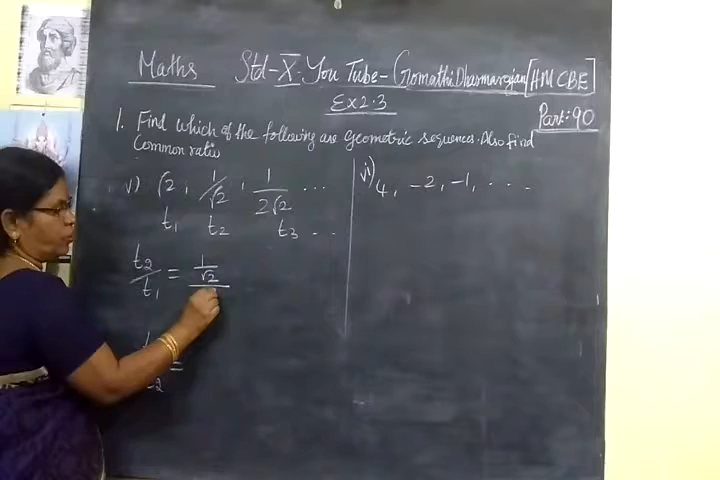 Maths Std-X You Tube-Gomathi Dharmarajan [HM CBE]
Ex 2.3 Part:90
1. Find which of the following are Geometric sequences. Also find
Common ratio
v) √2, 1/√2, 1/2√2 ...
t1 t2 t3 ...
t2/t1 = 1/√2
t2 =
vi) 4, -2, -1, ...